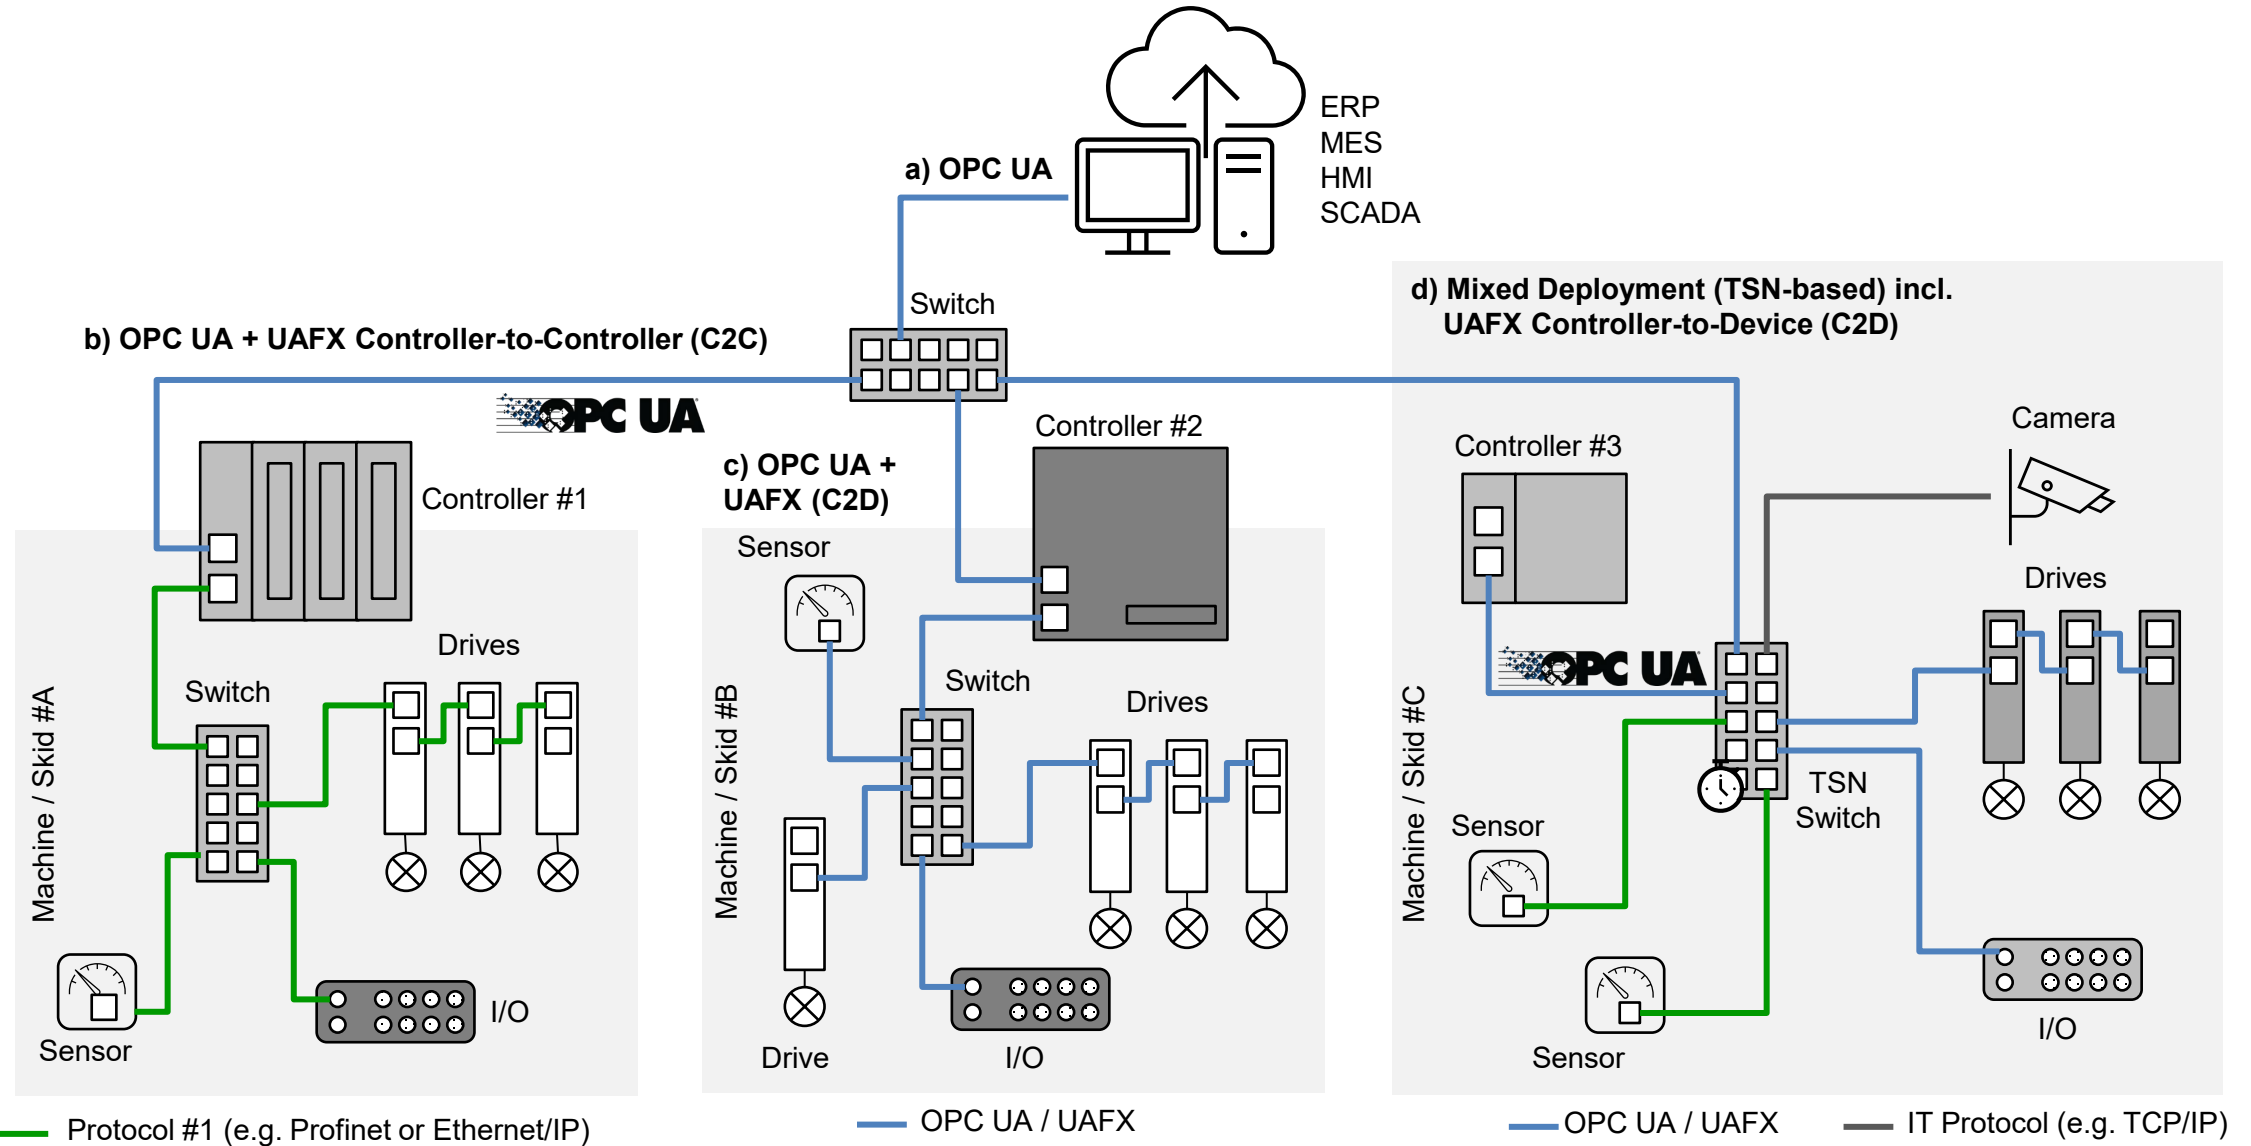 ERP
MES
HMI
SCADA
a) OPC UA
Switch
b) OPC UA + UAFX Controller-to-Controller (C2C)
OPC UA
Controller #1
Machine / Skid #A
Drives
Switch
Sensor
I/O
Protocol #1 (e.g. Profinet or Ethernet/IP)
c) OPC UA +
UAFX (C2D)
Controller #2
Sensor
Machine / Skid #B
Switch
Drives
Drive
I/O
OPC UA / UAFX
d) Mixed Deployment (TSN-based) incl.
UAFX Controller-to-Device (C2D)
Controller #3
Camera
Drives
OPC UA
Machine / Skid #C
TSN
Switch
Sensor
Sensor
I/O
OPC UA / UAFX
IT Protocol (e.g. TCP/IP)